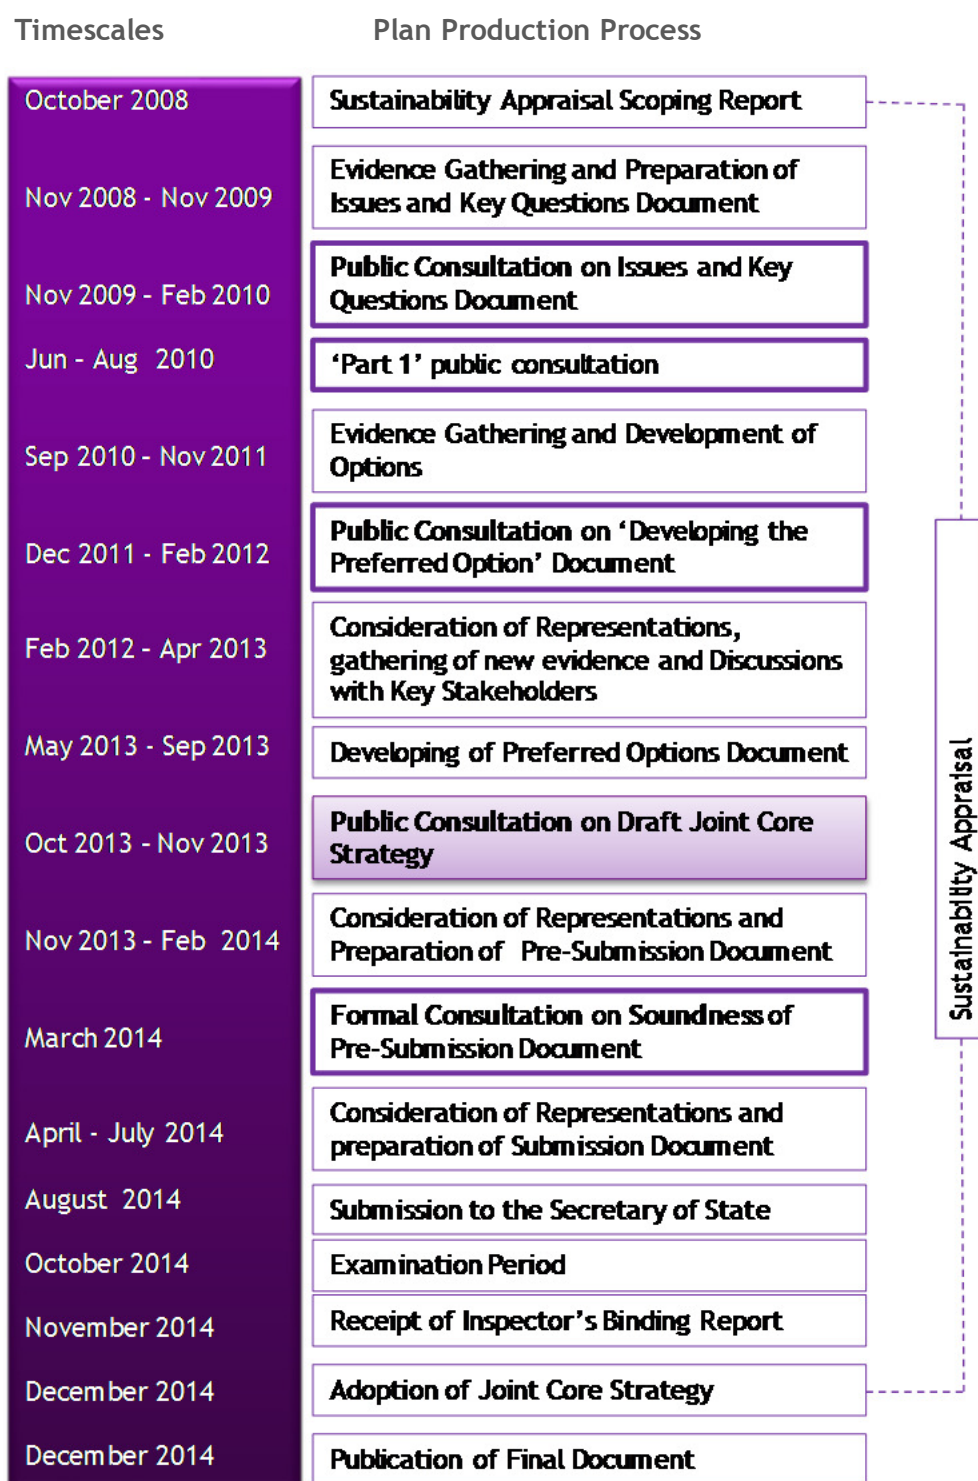 Timescales
Plan Production Process
October 2008
Sustainability Appraisal Scoping Report
Nov 2008 - Nov 2009
Evidence Gathering and Preparation of
Issues and Key Questions Document
Nov 2009 – Feb 2010
Public Consultation on Issues and Key
Questions Document
Jun – Aug 2010
‘Part 1’ public consultation
Sep 2010 – Nov 2011
Evidence Gathering and Development of
Options
Dec 2011 - Feb 2012
Public Consultation on ‘Developing the
Preferred Option’ Document
Feb 2012 – Apr 2013
Consideration of Representations,
gathering of new evidence and Discussions
with Key Stakeholders
May 2013 - Sep 2013
Developing of Preferred Options Document
Oct 2013 – Nov 2013
Public Consultation on Draft Joint Core
Strategy
Nov 2013 – Feb 2014
Consideration of Representations and
Preparation of Pre-Submission Document
March 2014
Formal Consultation on Soundness of
Pre-Submission Document
April - July 2014
Consideration of Representations and
preparation of Submission Document
August 2014
Submission to the Secretary of State
October 2014
Examination Period
November 2014
Receipt of Inspector’s Binding Report
December 2014
Adoption of Joint Core Strategy
December 2014
Publication of Final Document
Sustainability Appraisal